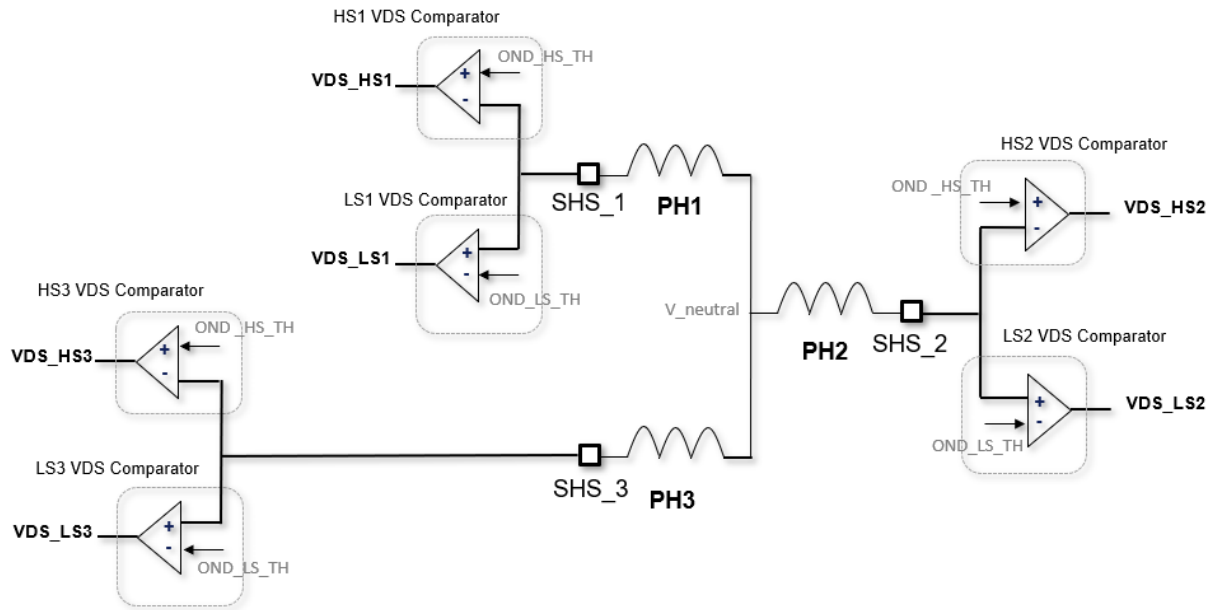 HS1 VDS Comparator
OND_HS_TH
+
VDS_HS1
-
LS1 VDS Comparator
SHS_1
PH1
+
VDS_LS1
-
OND_LS_TH
HS2 VDS Comparator
OND _HS_TH
+
VDS_HS2
-
V_neutral
PH2
SHS_2
LS2 VDS Comparator
+
VDS_LS2
-
OND_LS_TH
HS3 VDS Comparator
OND _HS_TH
+
VDS_HS3
-
LS3 VDS Comparator
SHS_3
PH3
+
VDS_LS3
-
OND_LS_TH